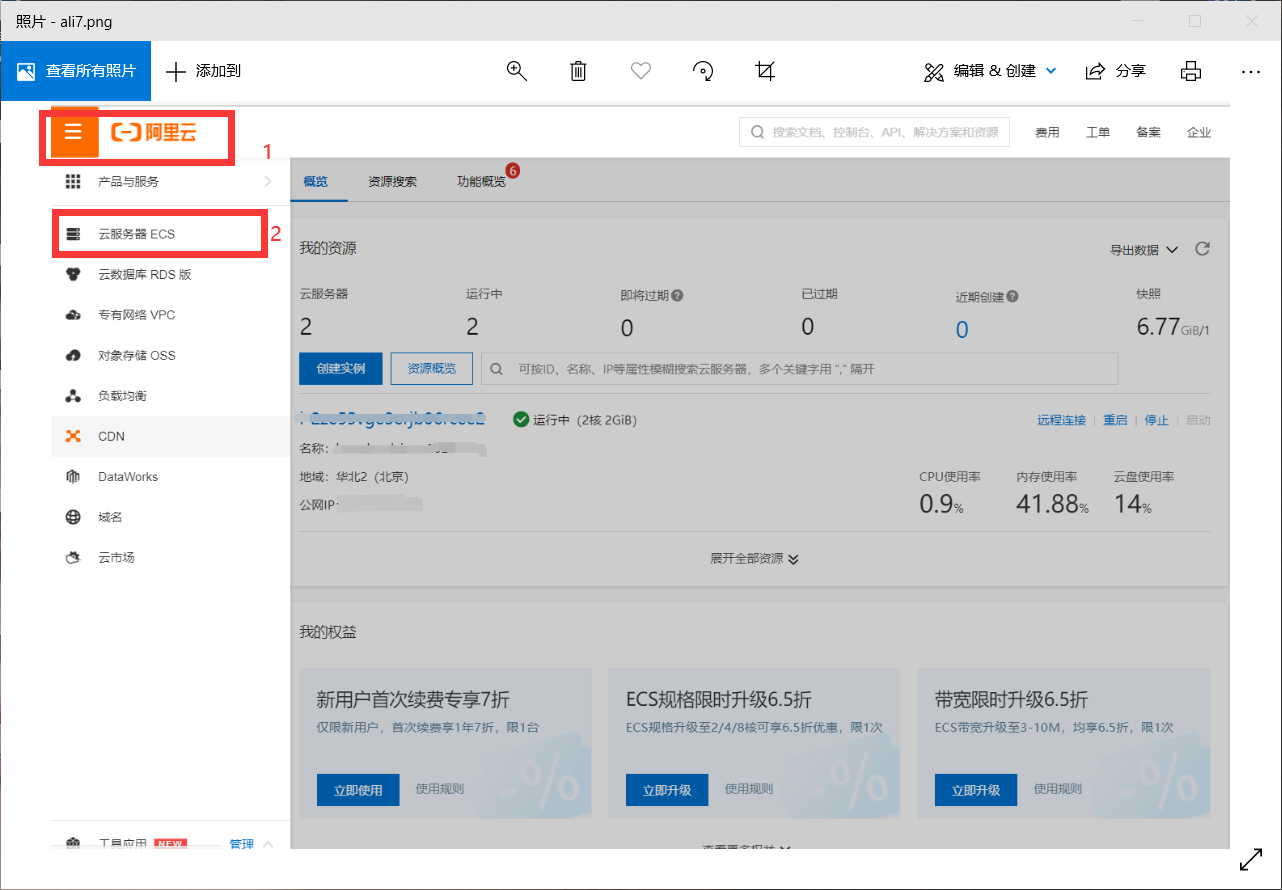 照片 - ali7.png
查看所有照片
添加到
编辑 & 创建
分享
阿里云
1
搜索文档、控制台、API、解决方案和资源
费用
工单
备案
企业
产品与服务
云服务器 ECS
2
云数据库 RDS 版
专有网络 VPC
对象存储 OSS
负载均衡
CDN
DataWorks
域名
云市场
工具应用 NEW 管理
概览
资源搜索
功能概览 6
我的资源
导出数据
云服务器
运行中
即将过期
已过期
近期创建
快照
2
2
0
0
0
6.77GiB/1
创建实例
资源概览
可按ID、名称、IP等属性模糊搜索云服务器，多个关键字用 "," 隔开
运行中 (2核 2GiB)
远程连接 | 重启 | 停止 | 启动
名称:
地域: 华北2（北京）
公网IP:
CPU使用率
内存使用率
云盘使用率
0.9%
41.88%
14%
展开全部资源
我的权益
新用户首次续费专享7折
仅限新用户，首次续费享1年7折，限1台
立即使用
使用规则
ECS规格限时升级6.5折
ECS规格升级至2/4/8核可享6.5折优惠，限1次
立即升级
使用规则
带宽限时升级6.5折
ECS带宽升级至3-10M，均享6.5折，限1次
立即升级
使用规则
查看更多权益